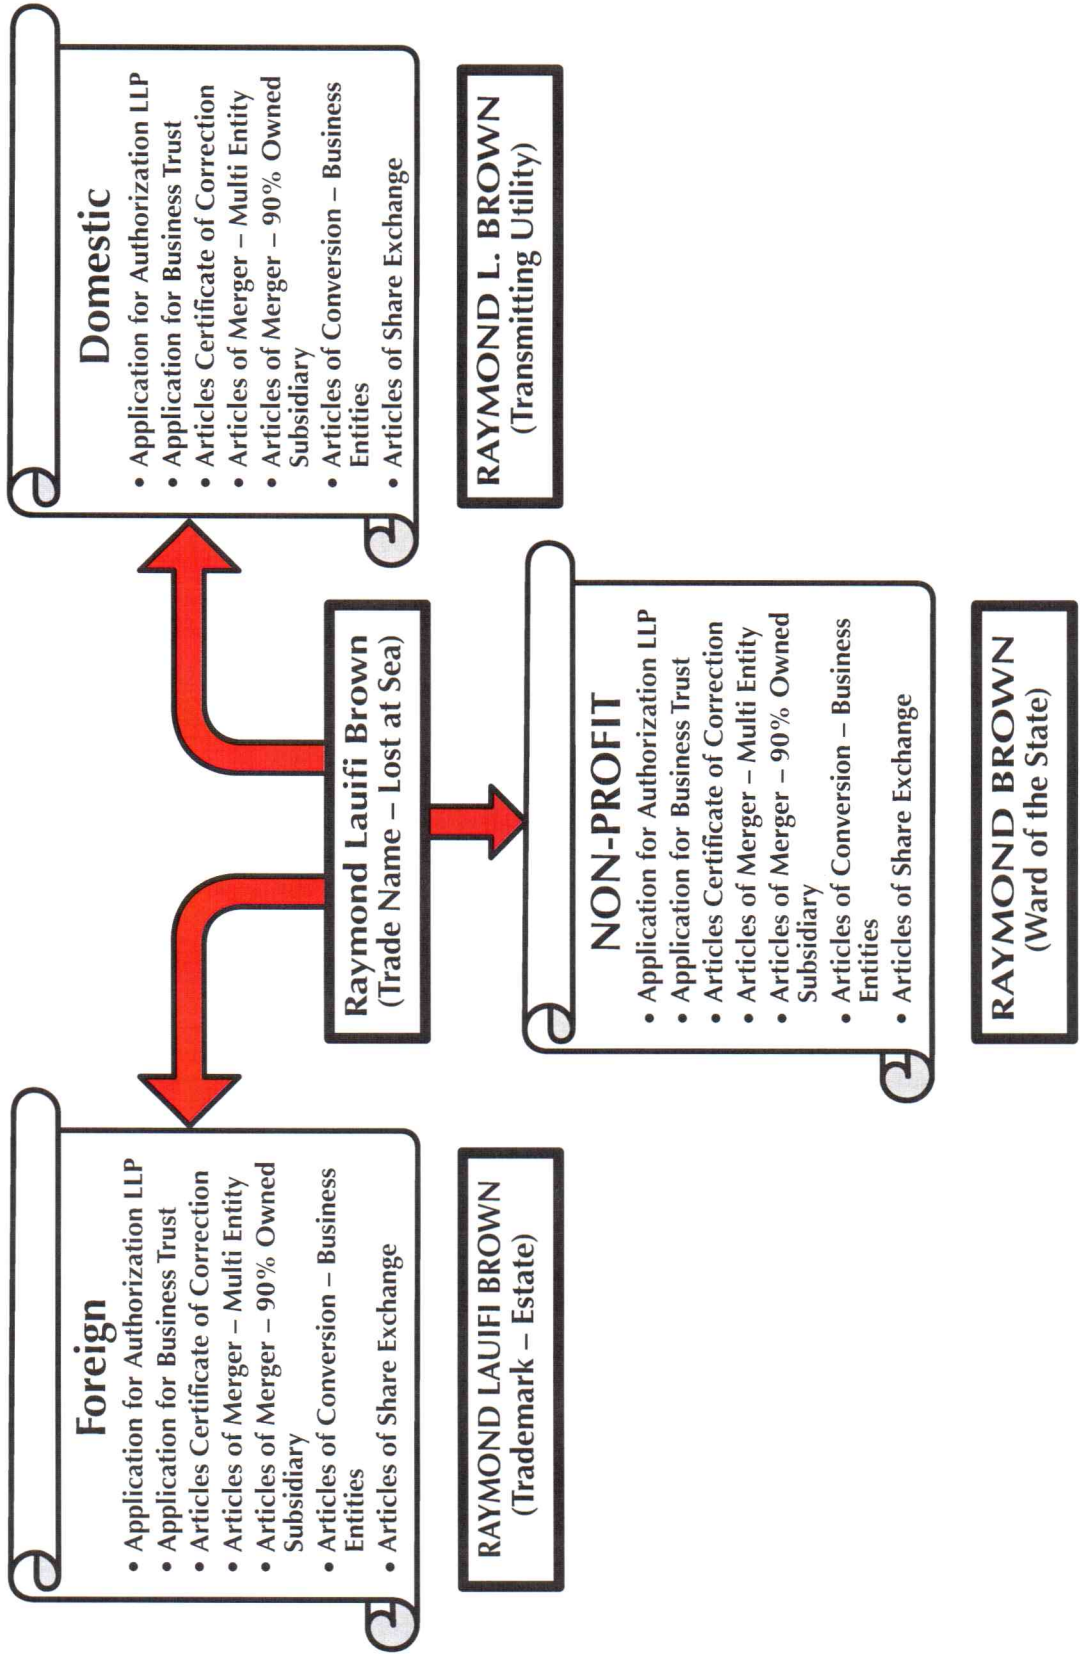 Foreign
• Application for Authorization LLP
• Application for Business Trust
• Articles Certificate of Correction
• Articles of Merger – Multi Entity
• Articles of Merger – 90% Owned
Subsidiary
• Articles of Conversion – Business
Entities
• Articles of Share Exchange
RAYMOND LAUIFI BROWN
(Trademark – Estate)
Raymond Lauifi Brown
(Trade Name – Lost at Sea)
NON-PROFIT
• Application for Authorization LLP
• Application for Business Trust
• Articles Certificate of Correction
• Articles of Merger – Multi Entity
• Articles of Merger – 90% Owned
Subsidiary
• Articles of Conversion – Business
Entities
• Articles of Share Exchange
RAYMOND BROWN
(Ward of the State)
Domestic
• Application for Authorization LLP
• Application for Business Trust
• Articles Certificate of Correction
• Articles of Merger – Multi Entity
• Articles of Merger – 90% Owned
Subsidiary
• Articles of Conversion – Business
Entities
• Articles of Share Exchange
RAYMOND L. BROWN
(Transmitting Utility)